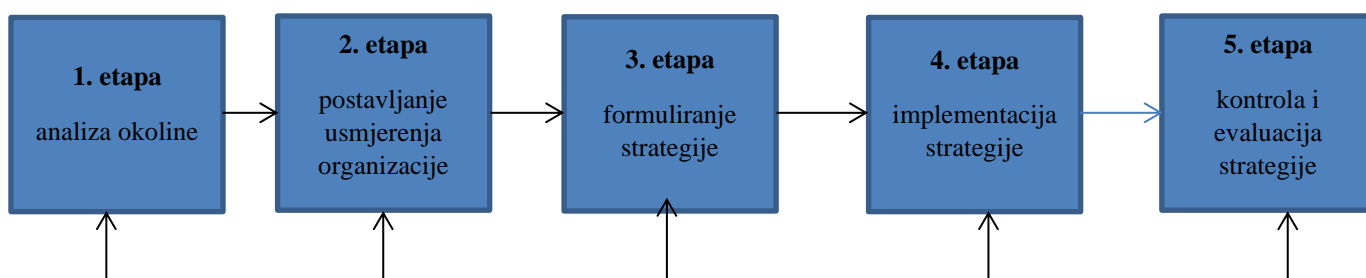 1. etapa
analiza okoline
2. etapa
postavljanje
usmjerenja
organizacije
3. etapa
formuliranje
strategije
4. etapa
implementacija
strategije
5. etapa
kontrola i
evaluacija
strategije